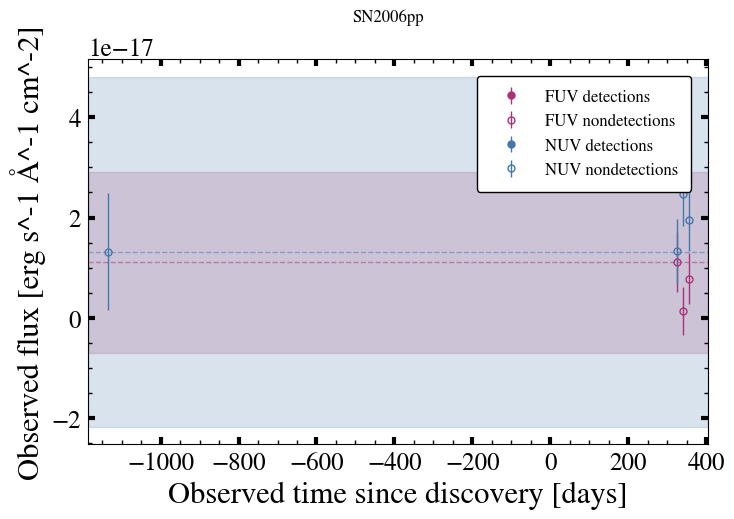 SN2006pp
1e−17
Observed flux [erg s^-1 Å^-1 cm^-2]
4
2
0
−2
FUV detections
FUV nondetections
NUV detections
NUV nondetections
−1000 −800 −600 −400 −200 0 200 400
Observed time since discovery [days]